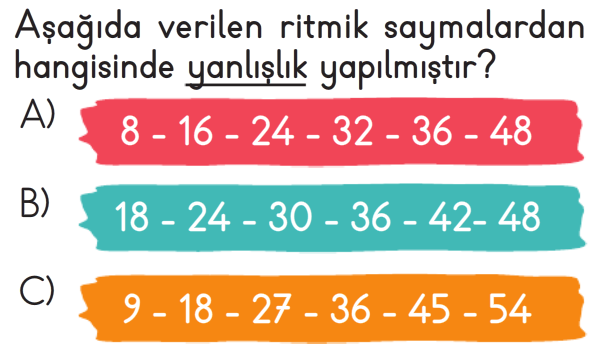 Aşağıda verilen ritmik saymalardan
hangisinde yanlışlık yapılmıştır?
A) 8 - 16 - 24 - 32 - 36 - 48
B) 18 - 24 - 30 - 36 - 42- 48
C) 9 - 18 - 27 - 36 - 45 - 54